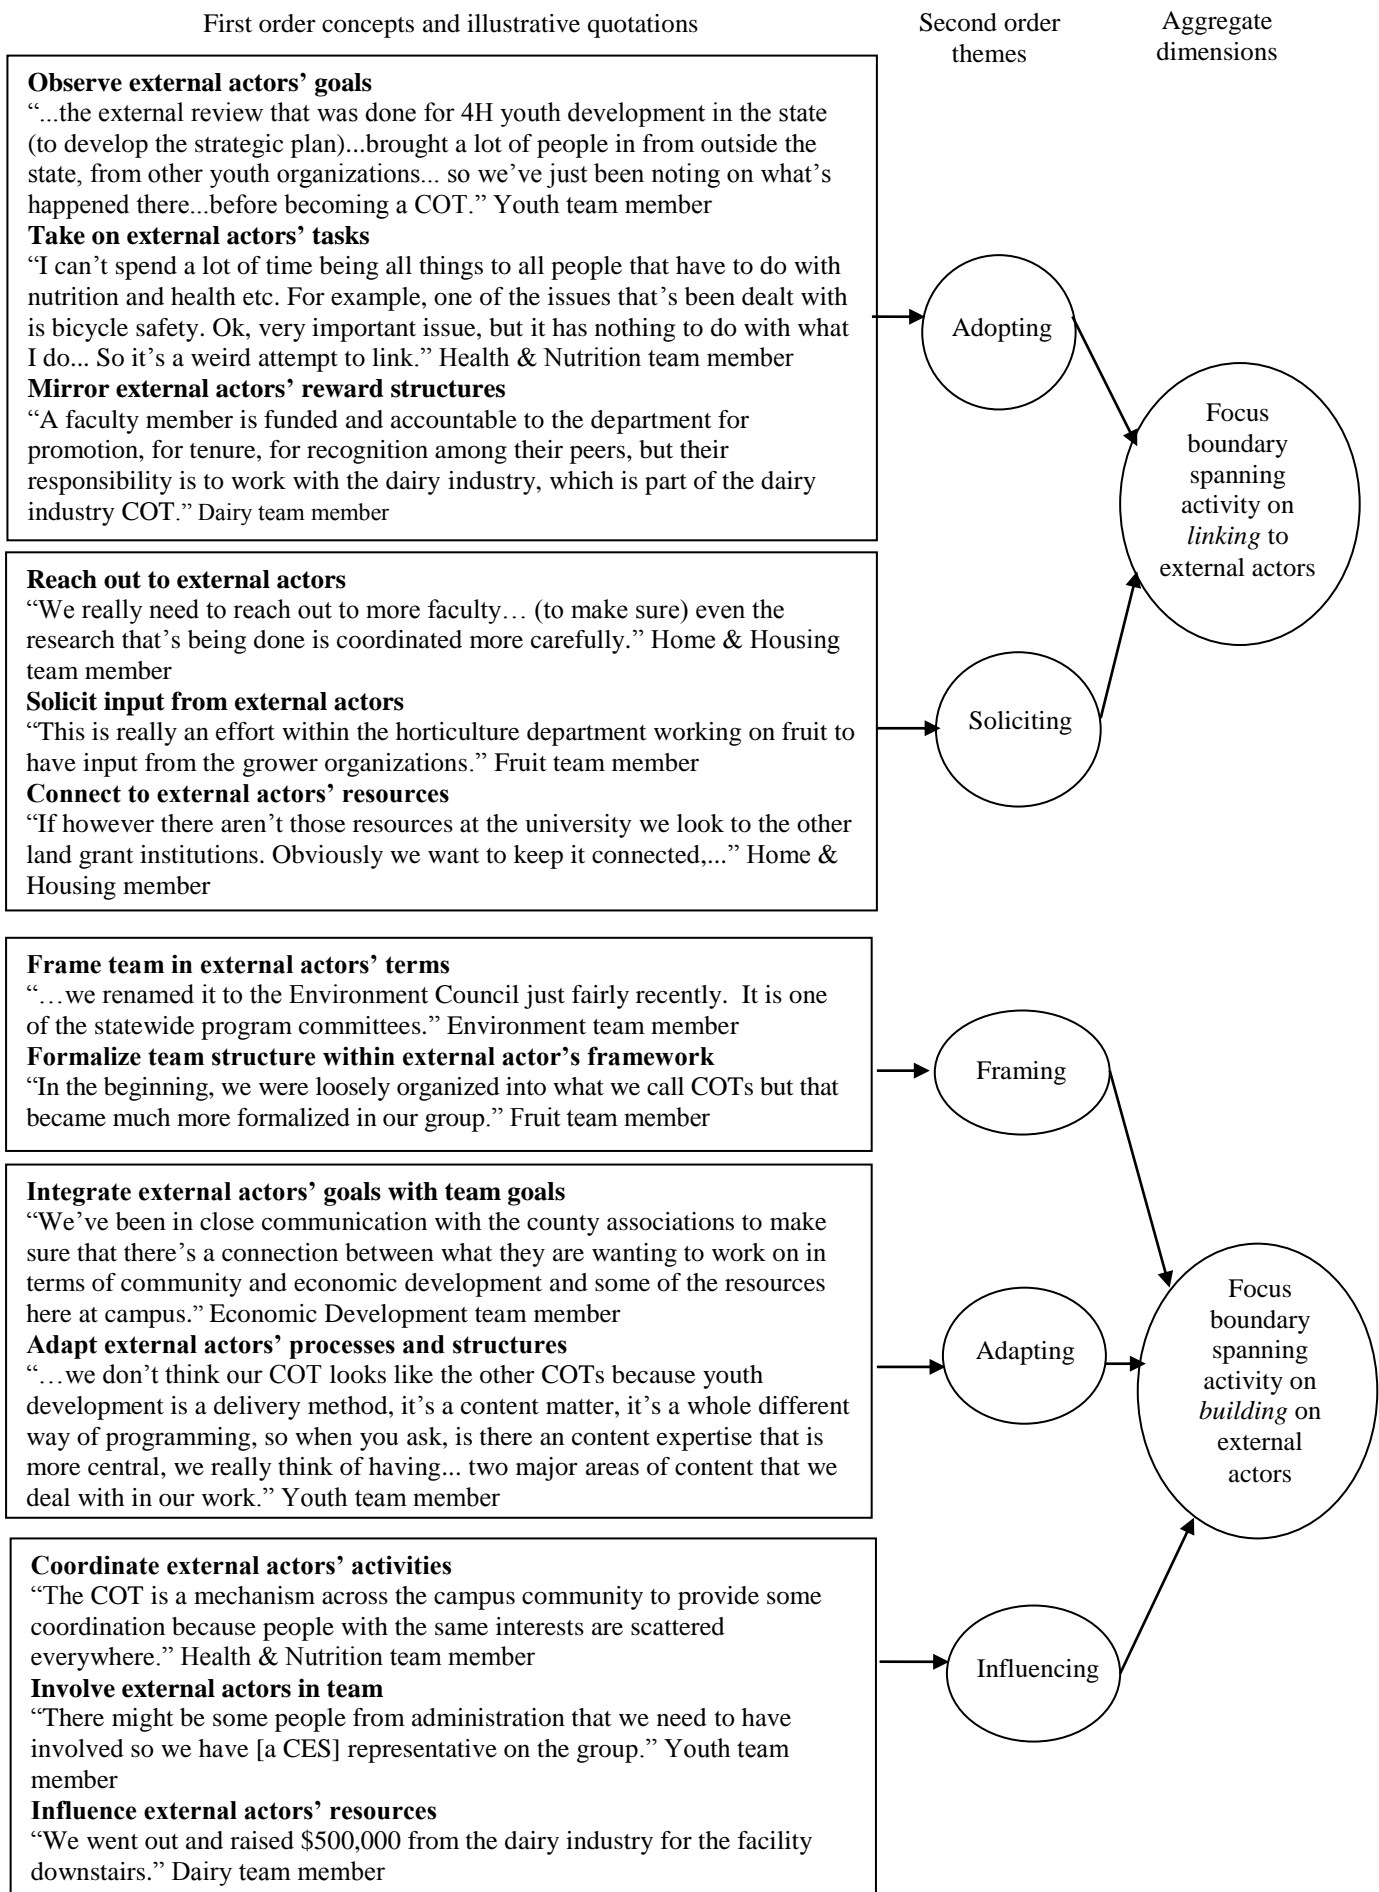 First order concepts and illustrative quotations
Second order
themes
Aggregate
dimensions
Observe external actors’ goals
“...the external review that was done for 4H youth development in the state
(to develop the strategic plan)...brought a lot of people in from outside the
state, from other youth organizations... so we’ve just been noting on what’s
happened there...before becoming a COT.” Youth team member
Take on external actors’ tasks
“I can’t spend a lot of time being all things to all people that have to do with
nutrition and health etc. For example, one of the issues that’s been dealt with
is bicycle safety. Ok, very important issue, but it has nothing to do with what
I do... So it’s a weird attempt to link.” Health & Nutrition team member
Mirror external actors’ reward structures
“A faculty member is funded and accountable to the department for
promotion, for tenure, for recognition among their peers, but their
responsibility is to work with the dairy industry, which is part of the dairy
industry COT.” Dairy team member
Adopting
Reach out to external actors
“We really need to reach out to more faculty… (to make sure) even the
research that’s being done is coordinated more carefully.” Home & Housing
team member
Solicit input from external actors
“This is really an effort within the horticulture department working on fruit to
have input from the grower organizations.” Fruit team member
Connect to external actors’ resources
“If however there aren’t those resources at the university we look to the other
land grant institutions. Obviously we want to keep it connected,...” Home &
Housing member
Soliciting
Focus
boundary
spanning
activity on
linking to
external actors
Frame team in external actors’ terms
“…we renamed it to the Environment Council just fairly recently.  It is one
of the statewide program committees.” Environment team member
Formalize team structure within external actor’s framework
“In the beginning, we were loosely organized into what we call COTs but that
became much more formalized in our group.” Fruit team member
Framing
Integrate external actors’ goals with team goals
“We’ve been in close communication with the county associations to make
sure that there’s a connection between what they are wanting to work on in
terms of community and economic development and some of the resources
here at campus.” Economic Development team member
Adapt external actors’ processes and structures
“…we don’t think our COT looks like the other COTs because youth
development is a delivery method, it’s a content matter, it’s a whole different
way of programming, so when you ask, is there an content expertise that is
more central, we really think of having... two major areas of content that we
deal with in our work.” Youth team member
Adapting
Coordinate external actors’ activities
“The COT is a mechanism across the campus community to provide some
coordination because people with the same interests are scattered
everywhere.” Health & Nutrition team member
Involve external actors in team
“There might be some people from administration that we need to have
involved so we have [a CES] representative on the group.” Youth team
member
Influence external actors’ resources
“We went out and raised $500,000 from the dairy industry for the facility
downstairs.” Dairy team member
Influencing
Focus
boundary
spanning
activity on
building on
external
actors